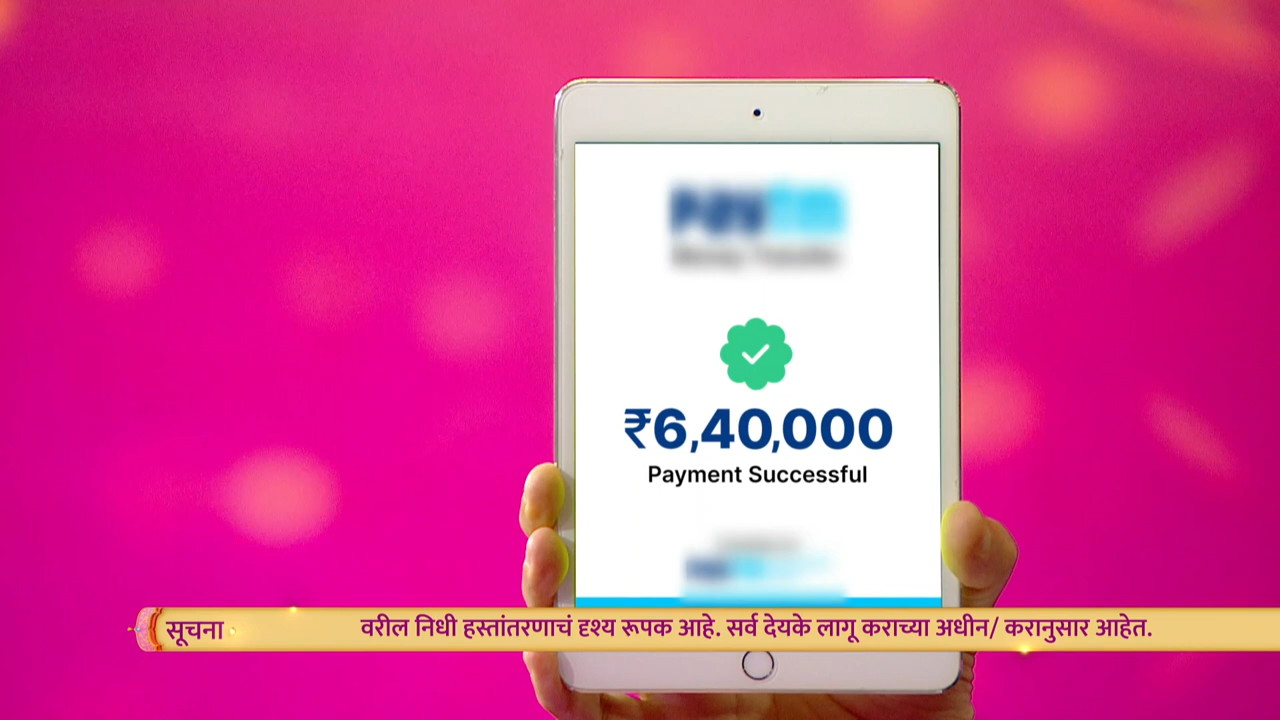 ₹6,40,000
Payment Successful
सूचना
वरील निधी हस्तांतरणाचं दृश्य रूपक आहे. सर्व देयके लागू कराच्या अधीन/ करानुसार आहेत.